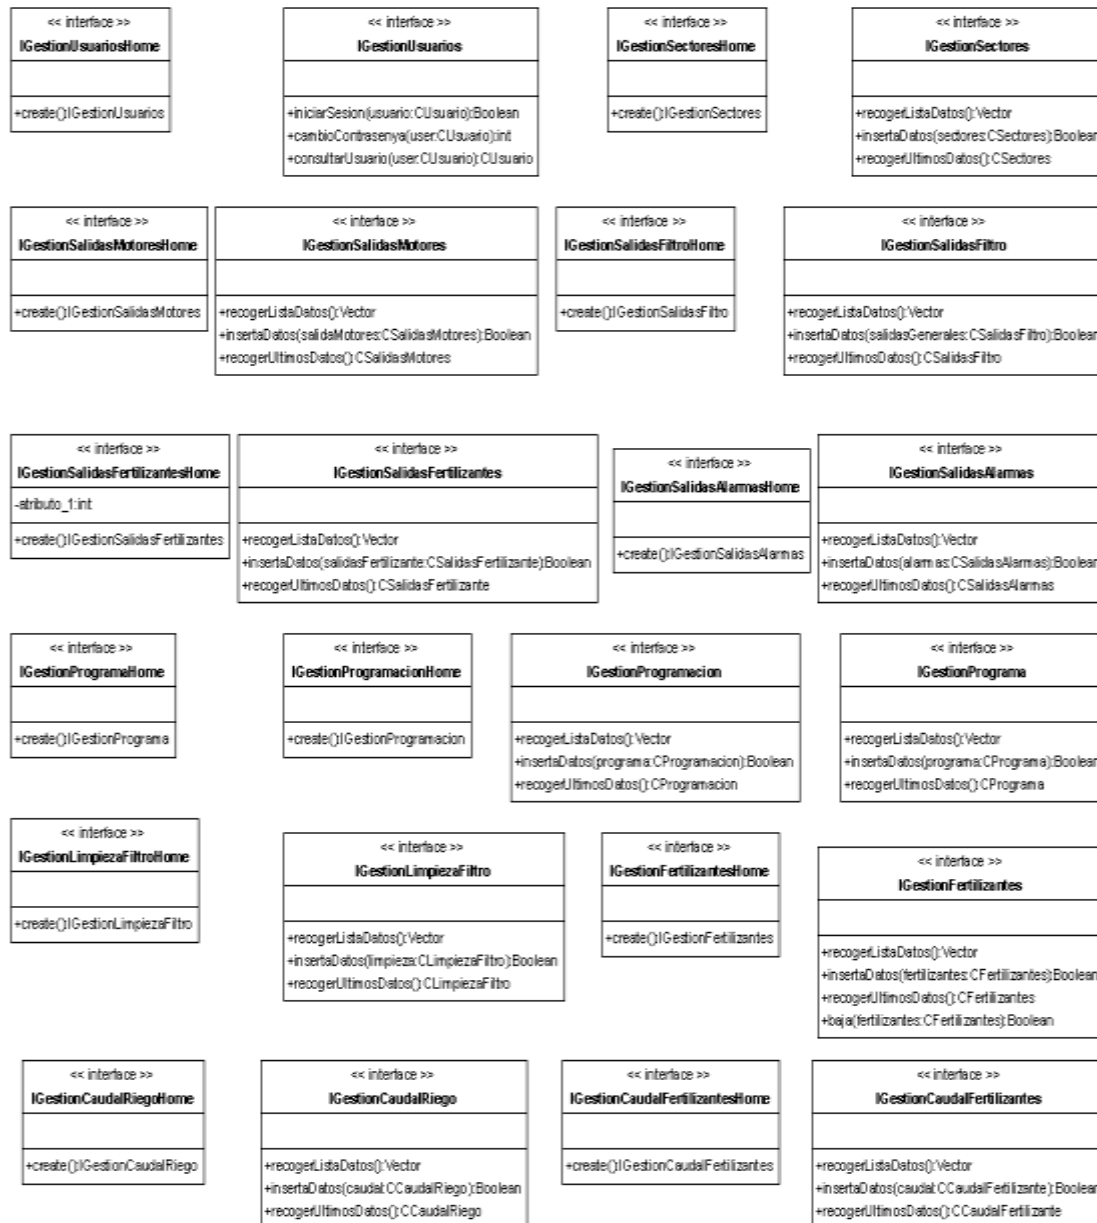 << interface >>
IGestionUsuariosHome
+create():IGestionUsuarios
<< interface >>
IGestionUsuarios
+iniciarSesion(usuario:CUsuario):Boolean
+cambioContrasenya(user:CUsuario):int
+consultarUsuario(user:CUsuario):CUsuario
<< interface >>
IGestionSectoresHome
+create():IGestionSectores
<< interface >>
IGestionSectores
+recogerListaDatos():Vector
+insertaDatos(sectores:CSectores):Boolean
+recogerUltimosDatos():CSectores
<< interface >>
IGestionSalidasMotoresHome
+create():IGestionSalidasMotores
<< interface >>
IGestionSalidasMotores
+recogerListaDatos():Vector
+insertaDatos(salidaMotores:CSalidasMotores):Boolean
+recogerUltimosDatos():CSalidasMotores
<< interface >>
IGestionSalidasFiltroHome
+create():IGestionSalidasFiltro
<< interface >>
IGestionSalidasFiltro
+recogerListaDatos():Vector
+insertaDatos(salidasGenerales:CSalidasFiltro):Boolean
+recogerUltimosDatos():CSalidasFiltro
<< interface >>
IGestionSalidasFertilizantesHome
-atributo_1:int
+create():IGestionSalidasFertilizantes
<< interface >>
IGestionSalidasFertilizantes
+recogerListaDatos():Vector
+insertaDatos(salidasFertilizante:CSalidasFertilizante):Boolean
+recogerUltimosDatos():CSalidasFertilizante
<< interface >>
IGestionSalidasAlarmasHome
+create():IGestionSalidasAlarmas
<< interface >>
IGestionSalidasAlarmas
+recogerListaDatos():Vector
+insertaDatos(alarmas:CSalidasAlarmas):Boolean
+recogerUltimosDatos():CSalidasAlarmas
<< interface >>
IGestionProgramaHome
+create():IGestionPrograma
<< interface >>
IGestionProgramacionHome
+create():IGestionProgramacion
<< interface >>
IGestionProgramacion
+recogerListaDatos():Vector
+insertaDatos(programa:CProgramacion):Boolean
+recogerUltimosDatos():CProgramacion
<< interface >>
IGestionPrograma
+recogerListaDatos():Vector
+insertaDatos(programa:CPrograma):Boolean
+recogerUltimosDatos():CPrograma
<< interface >>
IGestionLimpiezaFiltroHome
+create():IGestionLimpiezaFiltro
<< interface >>
IGestionLimpiezaFiltro
+recogerListaDatos():Vector
+insertaDatos(limpieza:CLimpiezaFiltro):Boolean
+recogerUltimosDatos():CLimpiezaFiltro
<< interface >>
IGestionFertilizantesHome
+create():IGestionFertilizantes
<< interface >>
IGestionFertilizantes
+recogerListaDatos():Vector
+insertaDatos(fertilizantes:CFertilizantes):Boolean
+recogerUltimosDatos():CFertilizantes
+baja(fertilizantes:CFertilizantes):Boolean
<< interface >>
IGestionCaudalRiegoHome
+create():IGestionCaudalRiego
<< interface >>
IGestionCaudalRiego
+recogerListaDatos():Vector
+insertaDatos(caudal:CCaudalRiego):Boolean
+recogerUltimosDatos():CCaudalRiego
<< interface >>
IGestionCaudalFertilizantesHome
+create():IGestionCaudalFertilizantes
<< interface >>
IGestionCaudalFertilizantes
+recogerListaDatos():Vector
+insertaDatos(caudal:CCaudalFertilizante):Boolean
+recogerUltimosDatos():CCaudalFertilizante